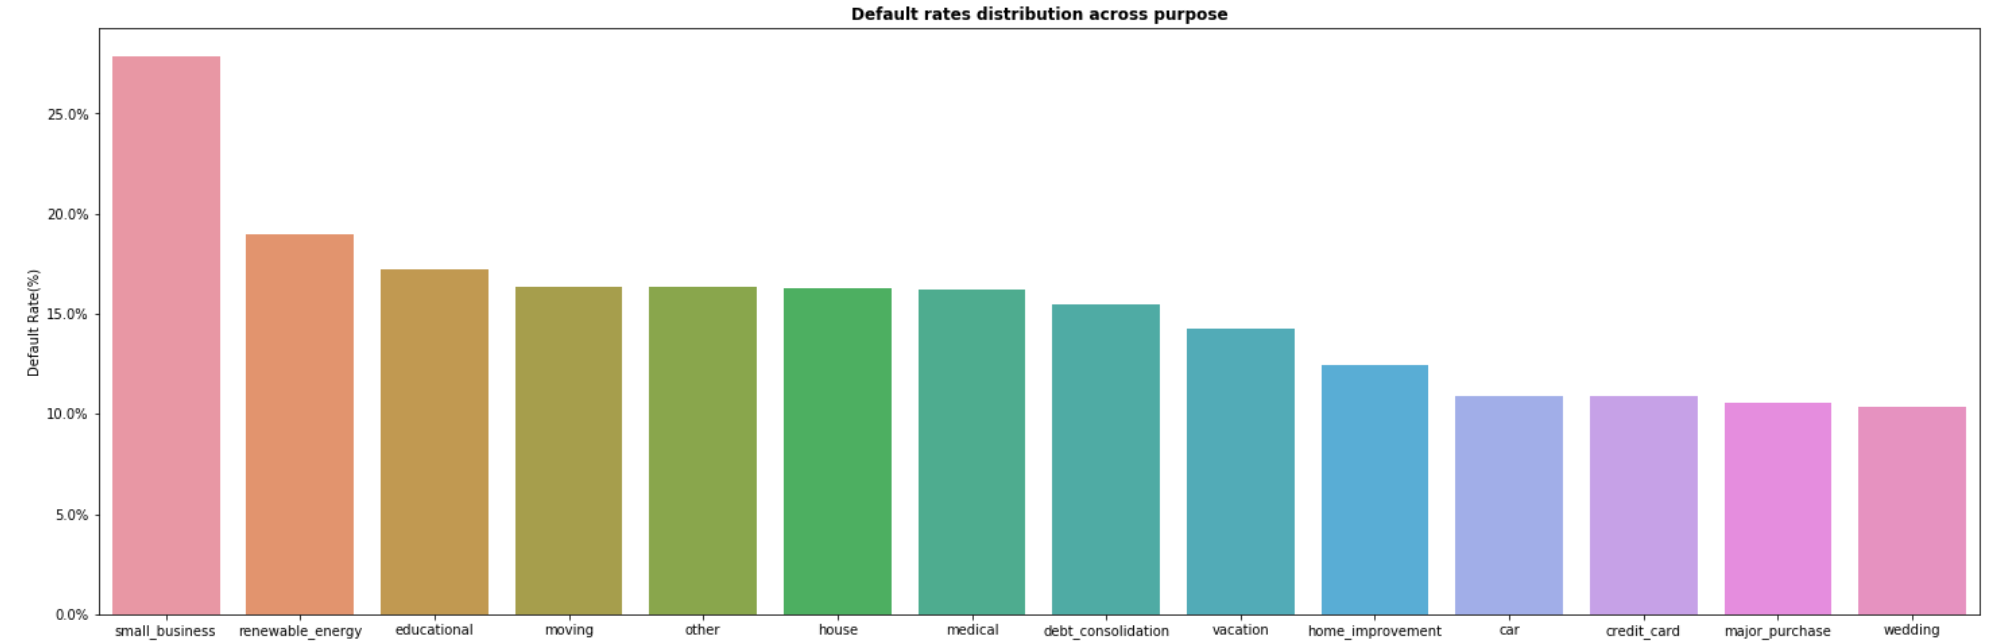 Default rates distribution across purpose
Default Rate(%)
25.0%
20.0%
15.0%
10.0%
5.0%
0.0%
small_business renewable_energy educational moving other house medical debt_consolidation vacation home_improvement car credit_card major_purchase wedding